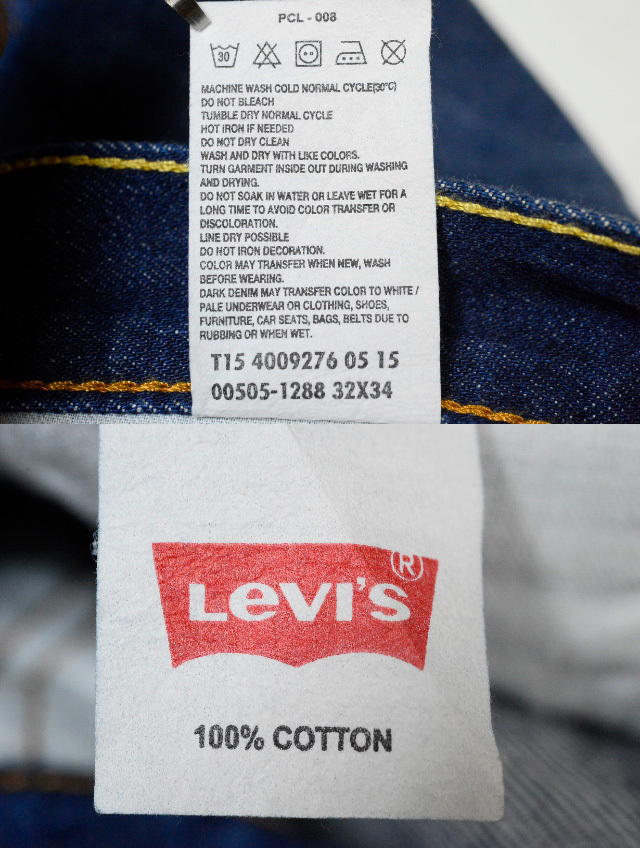 PCL - 008
30
MACHINE WASH COLD NORMAL CYCLE(30°C)
DO NOT BLEACH
TUMBLE DRY NORMAL CYCLE
HOT IRON IF NEEDED
DO NOT DRY CLEAN
WASH AND DRY WITH LIKE COLORS.
TURN GARMENT INSIDE OUT DURING WASHING
AND DRYING.
DO NOT SOAK IN WATER OR LEAVE WET FOR A
LONG TIME TO AVOID COLOR TRANSFER OR
DISCOLORATION.
LINE DRY POSSIBLE
DO NOT IRON DECORATION.
COLOR MAY TRANSFER WHEN NEW, WASH
BEFORE WEARING.
DARK DENIM MAY TRANSFER COLOR TO WHITE /
PALE UNDERWEAR OR CLOTHING, SHOES,
FURNITURE, CAR SEATS, BAGS, BELTS DUE TO
RUBBING OR WHEN WET.
T15 4009276 05 15
00505-1288 32X34
Levi's®
100% COTTON